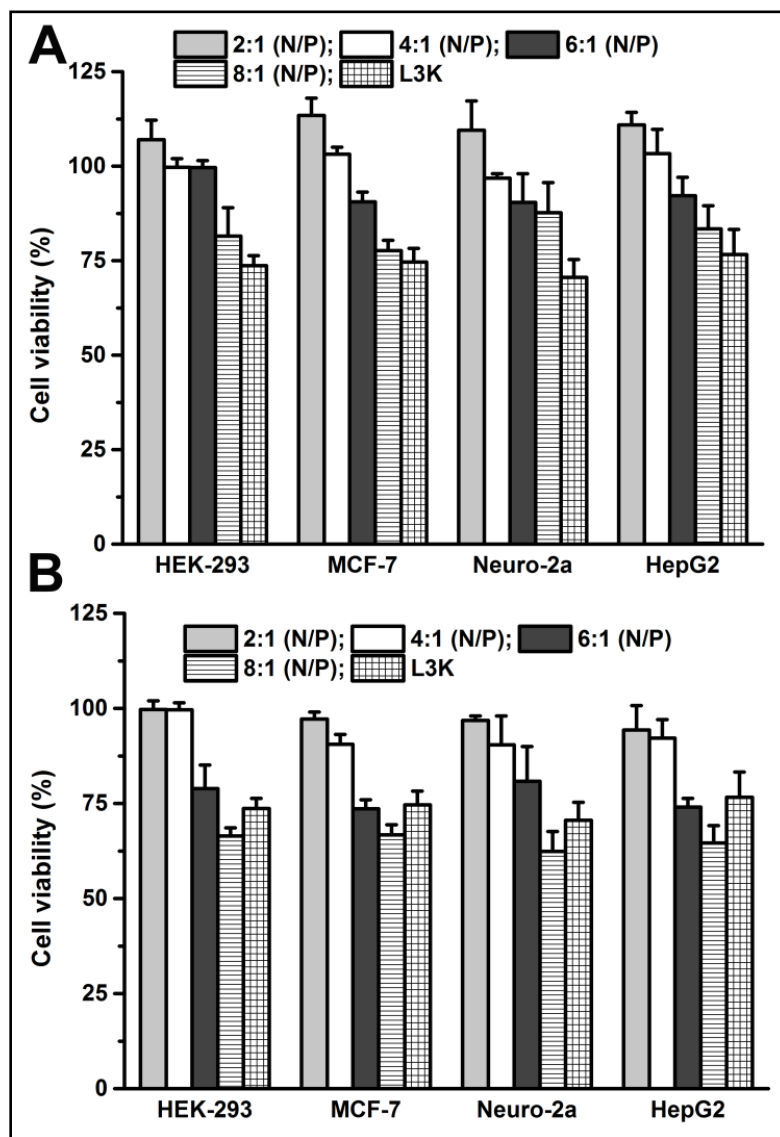 A
2:1 (N/P); 4:1 (N/P); 6:1 (N/P)
8:1 (N/P); L3K
125
100
75
50
25
0
Cell viability (%)
HEK-293 MCF-7 Neuro-2a HepG2
B
125
2:1 (N/P); 4:1 (N/P); 6:1 (N/P)
8:1 (N/P); L3K
100
75
50
25
0
Cell viability (%)
HEK-293 MCF-7 Neuro-2a HepG2